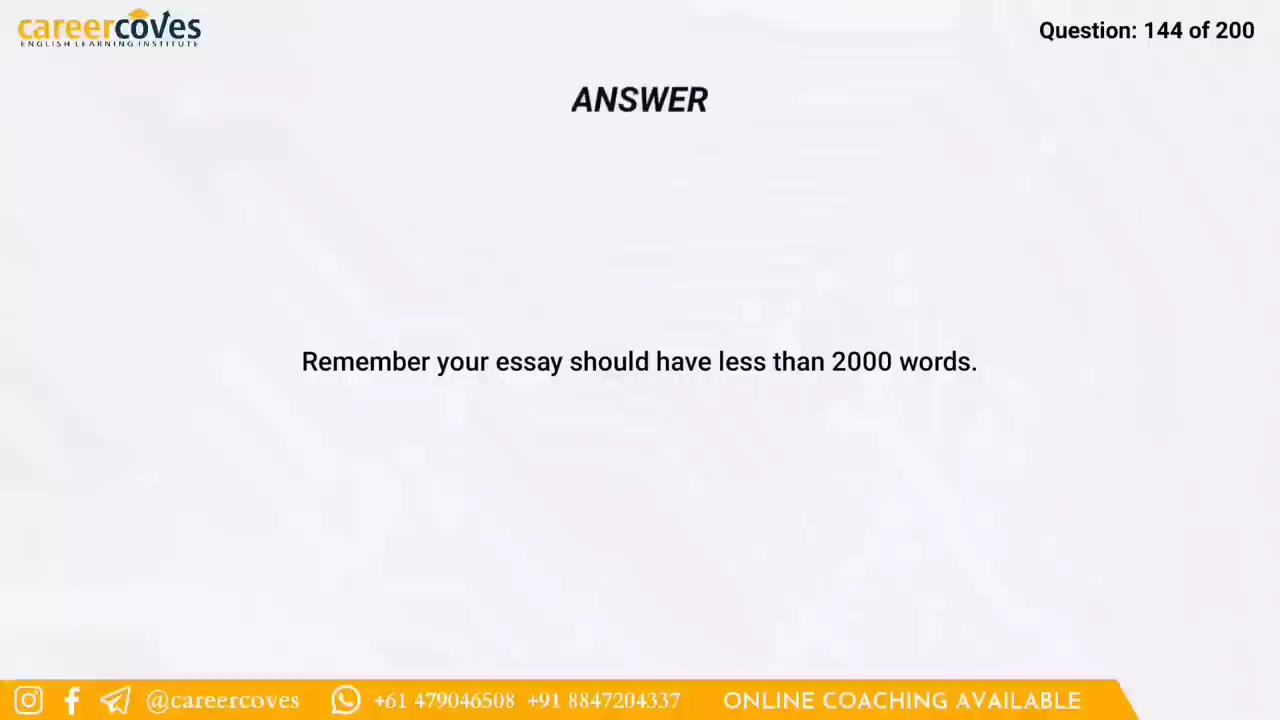 careercoves
ENGLISH LEARNING INSTITUTE
Question: 144 of 200
ANSWER
Remember your essay should have less than 2000 words.
@careercoves +61 479046508 +91 8847204337 ONLINE COACHING AVAILABLE